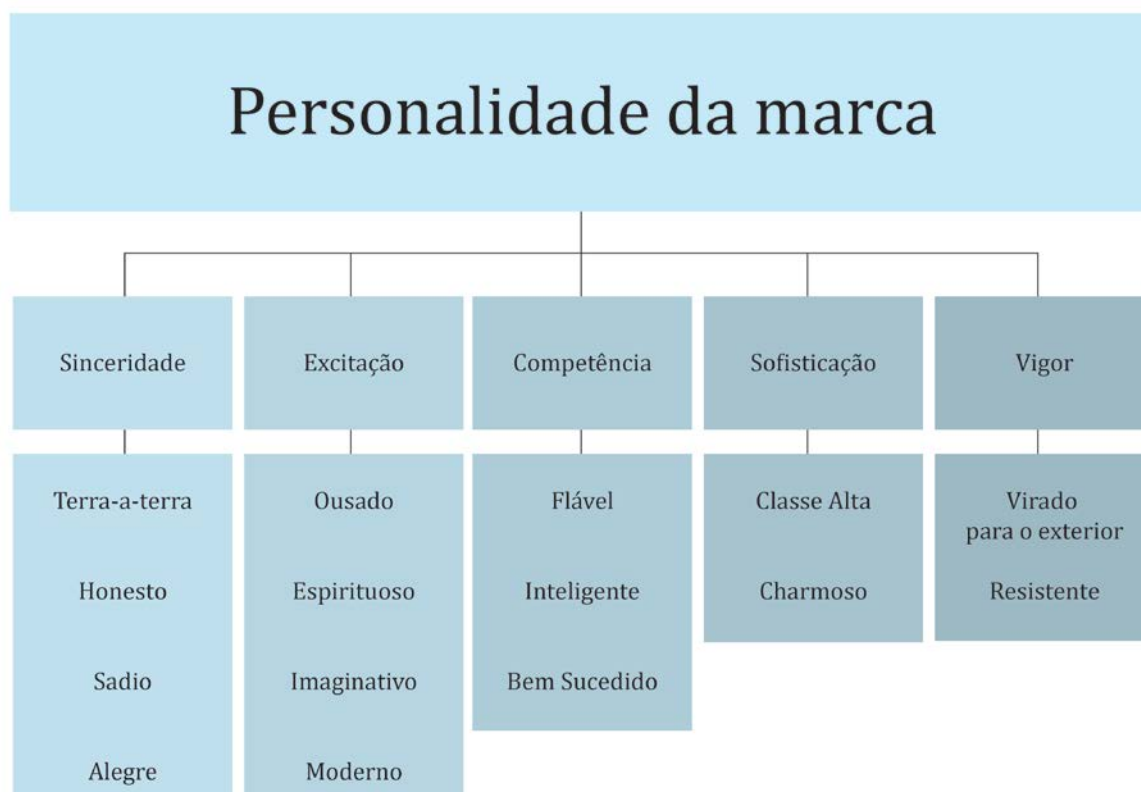 Personalidade da marca
Sinceridade
Excitação
Competência
Sofisticação
Vigor
Terra-a-terra
Honesto
Sadio
Alegre
Ousado
Espirituoso
Imaginativo
Moderno
Flável
Inteligente
Bem Sucedido
Classe Alta
Charmoso
Virado
para o exterior
Resistente